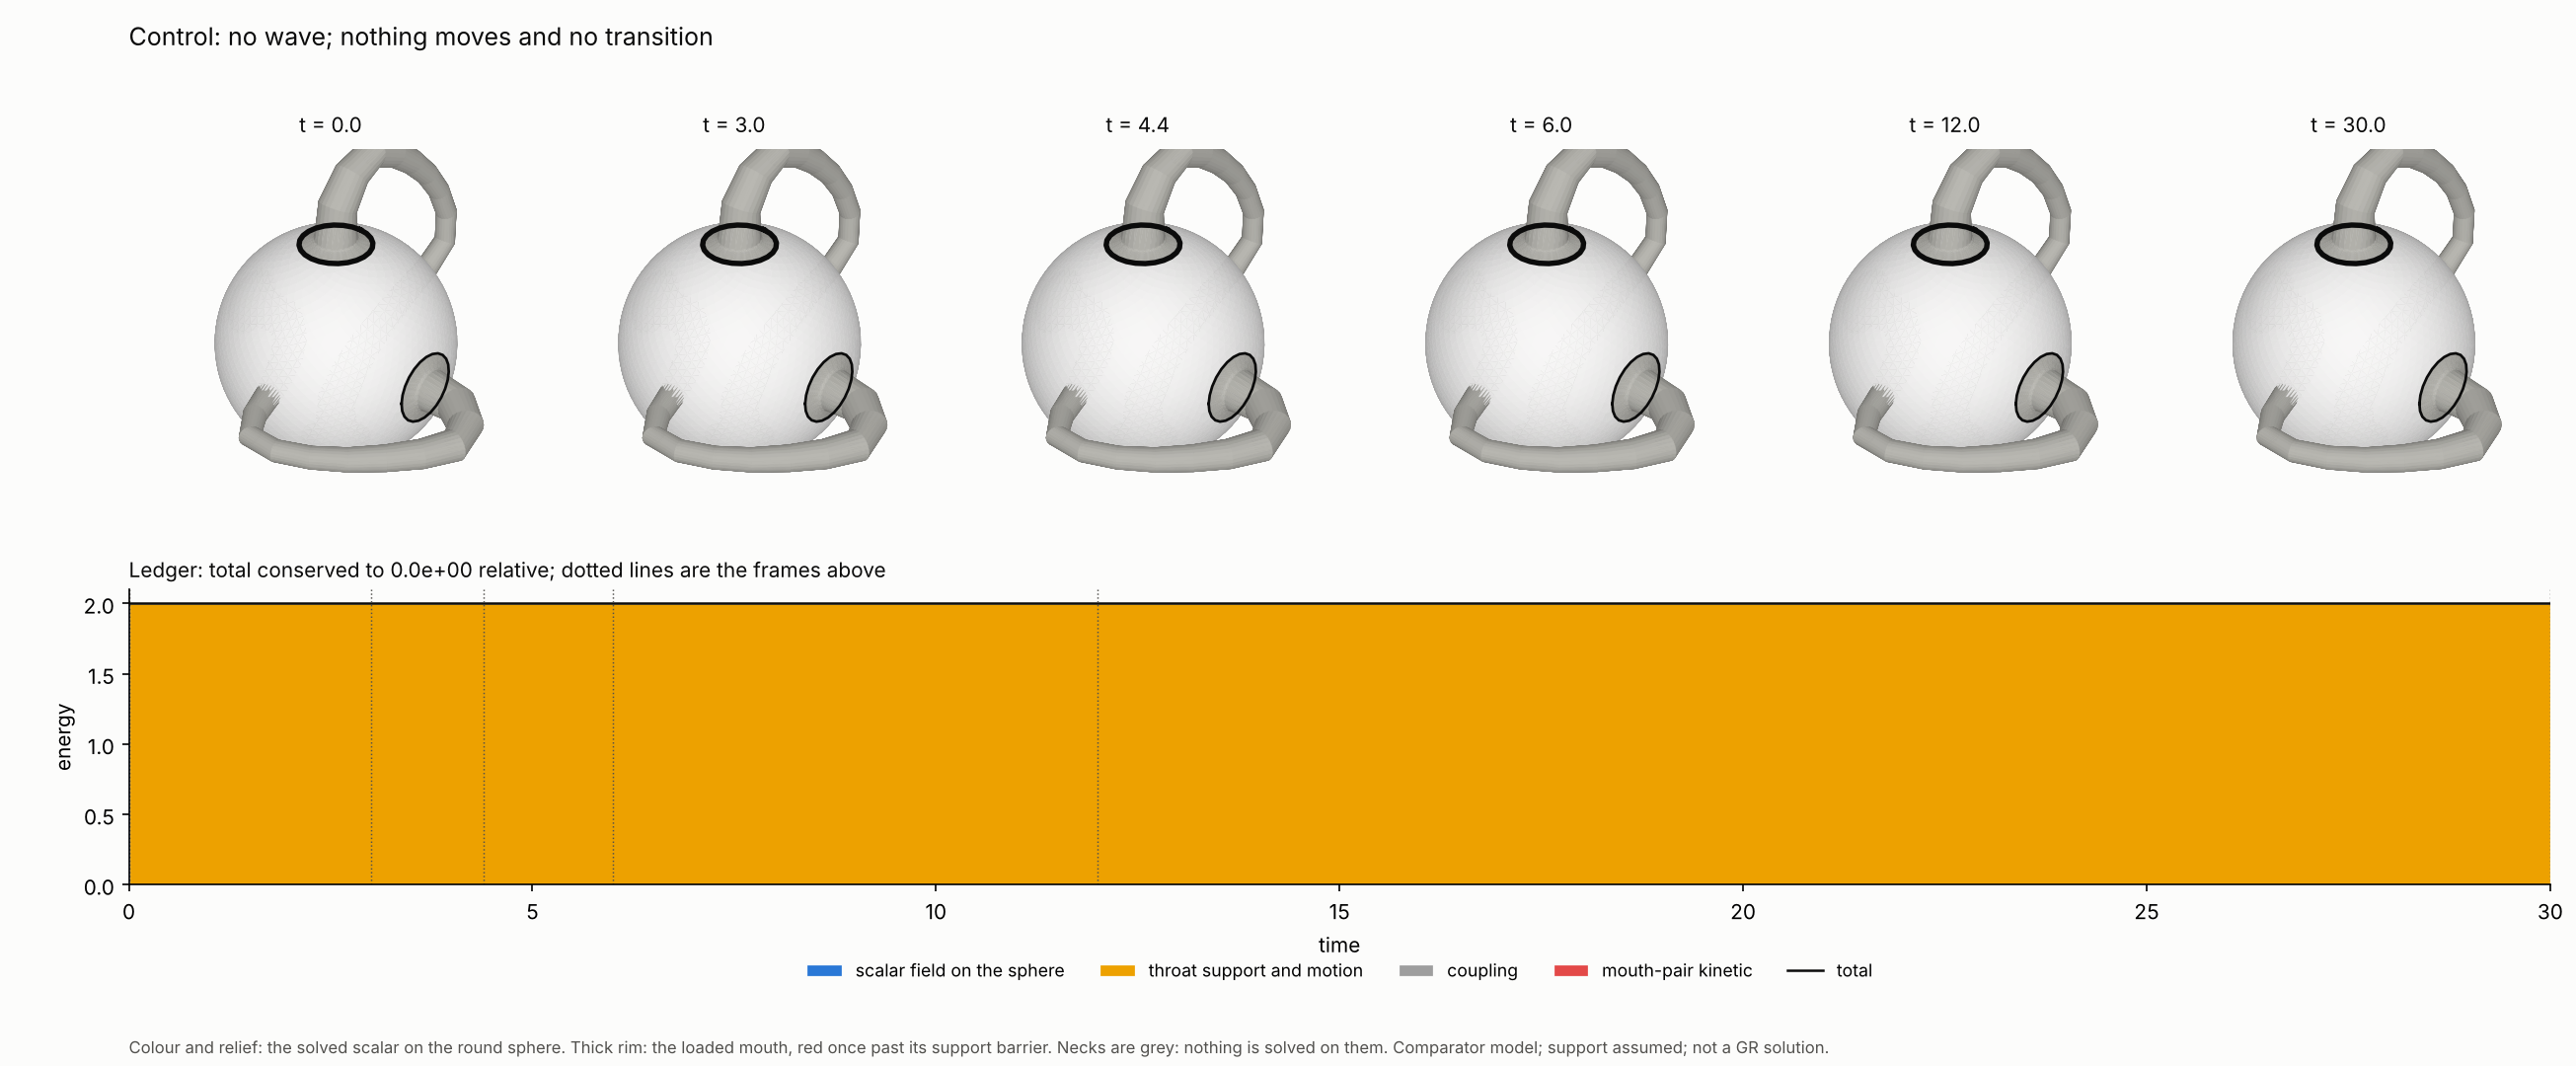 Control: no wave; nothing moves and no transition
t = 0.0
t = 3.0
t = 4.4
t = 6.0
t = 12.0
t = 30.0
Ledger: total conserved to 0.0e+00 relative; dotted lines are the frames above
2.0
1.5
1.0
0.5
0.0
energy
0
5
10
15
20
25
30
time
scalar field on the sphere
throat support and motion
coupling
mouth-pair kinetic
total
Colour and relief: the solved scalar on the round sphere. Thick rim: the loaded mouth, red once past its support barrier. Necks are grey: nothing is solved on them. Comparator model; support assumed; not a GR solution.